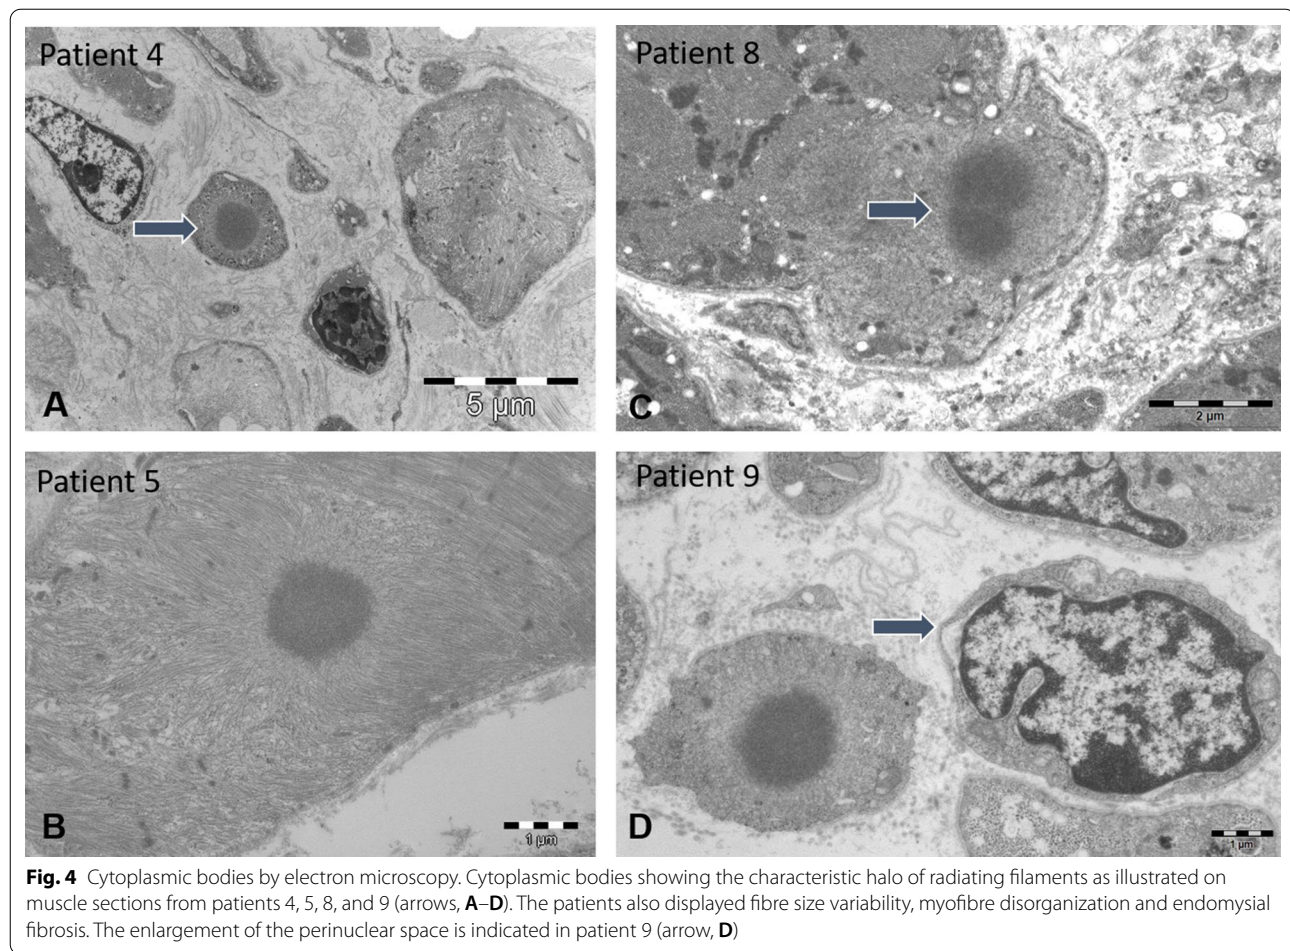 Patient 4
A
5 µm
Patient 8
C
2 µm
Patient 5
B
1 µm
Patient 9
D
1 µm
Fig. 4 Cytoplasmic bodies by electron microscopy. Cytoplasmic bodies showing the characteristic halo of radiating filaments as illustrated on
muscle sections from patients 4, 5, 8, and 9 (arrows, A–D). The patients also displayed fibre size variability, myofibre disorganization and endomysial
fibrosis. The enlargement of the perinuclear space is indicated in patient 9 (arrow, D)